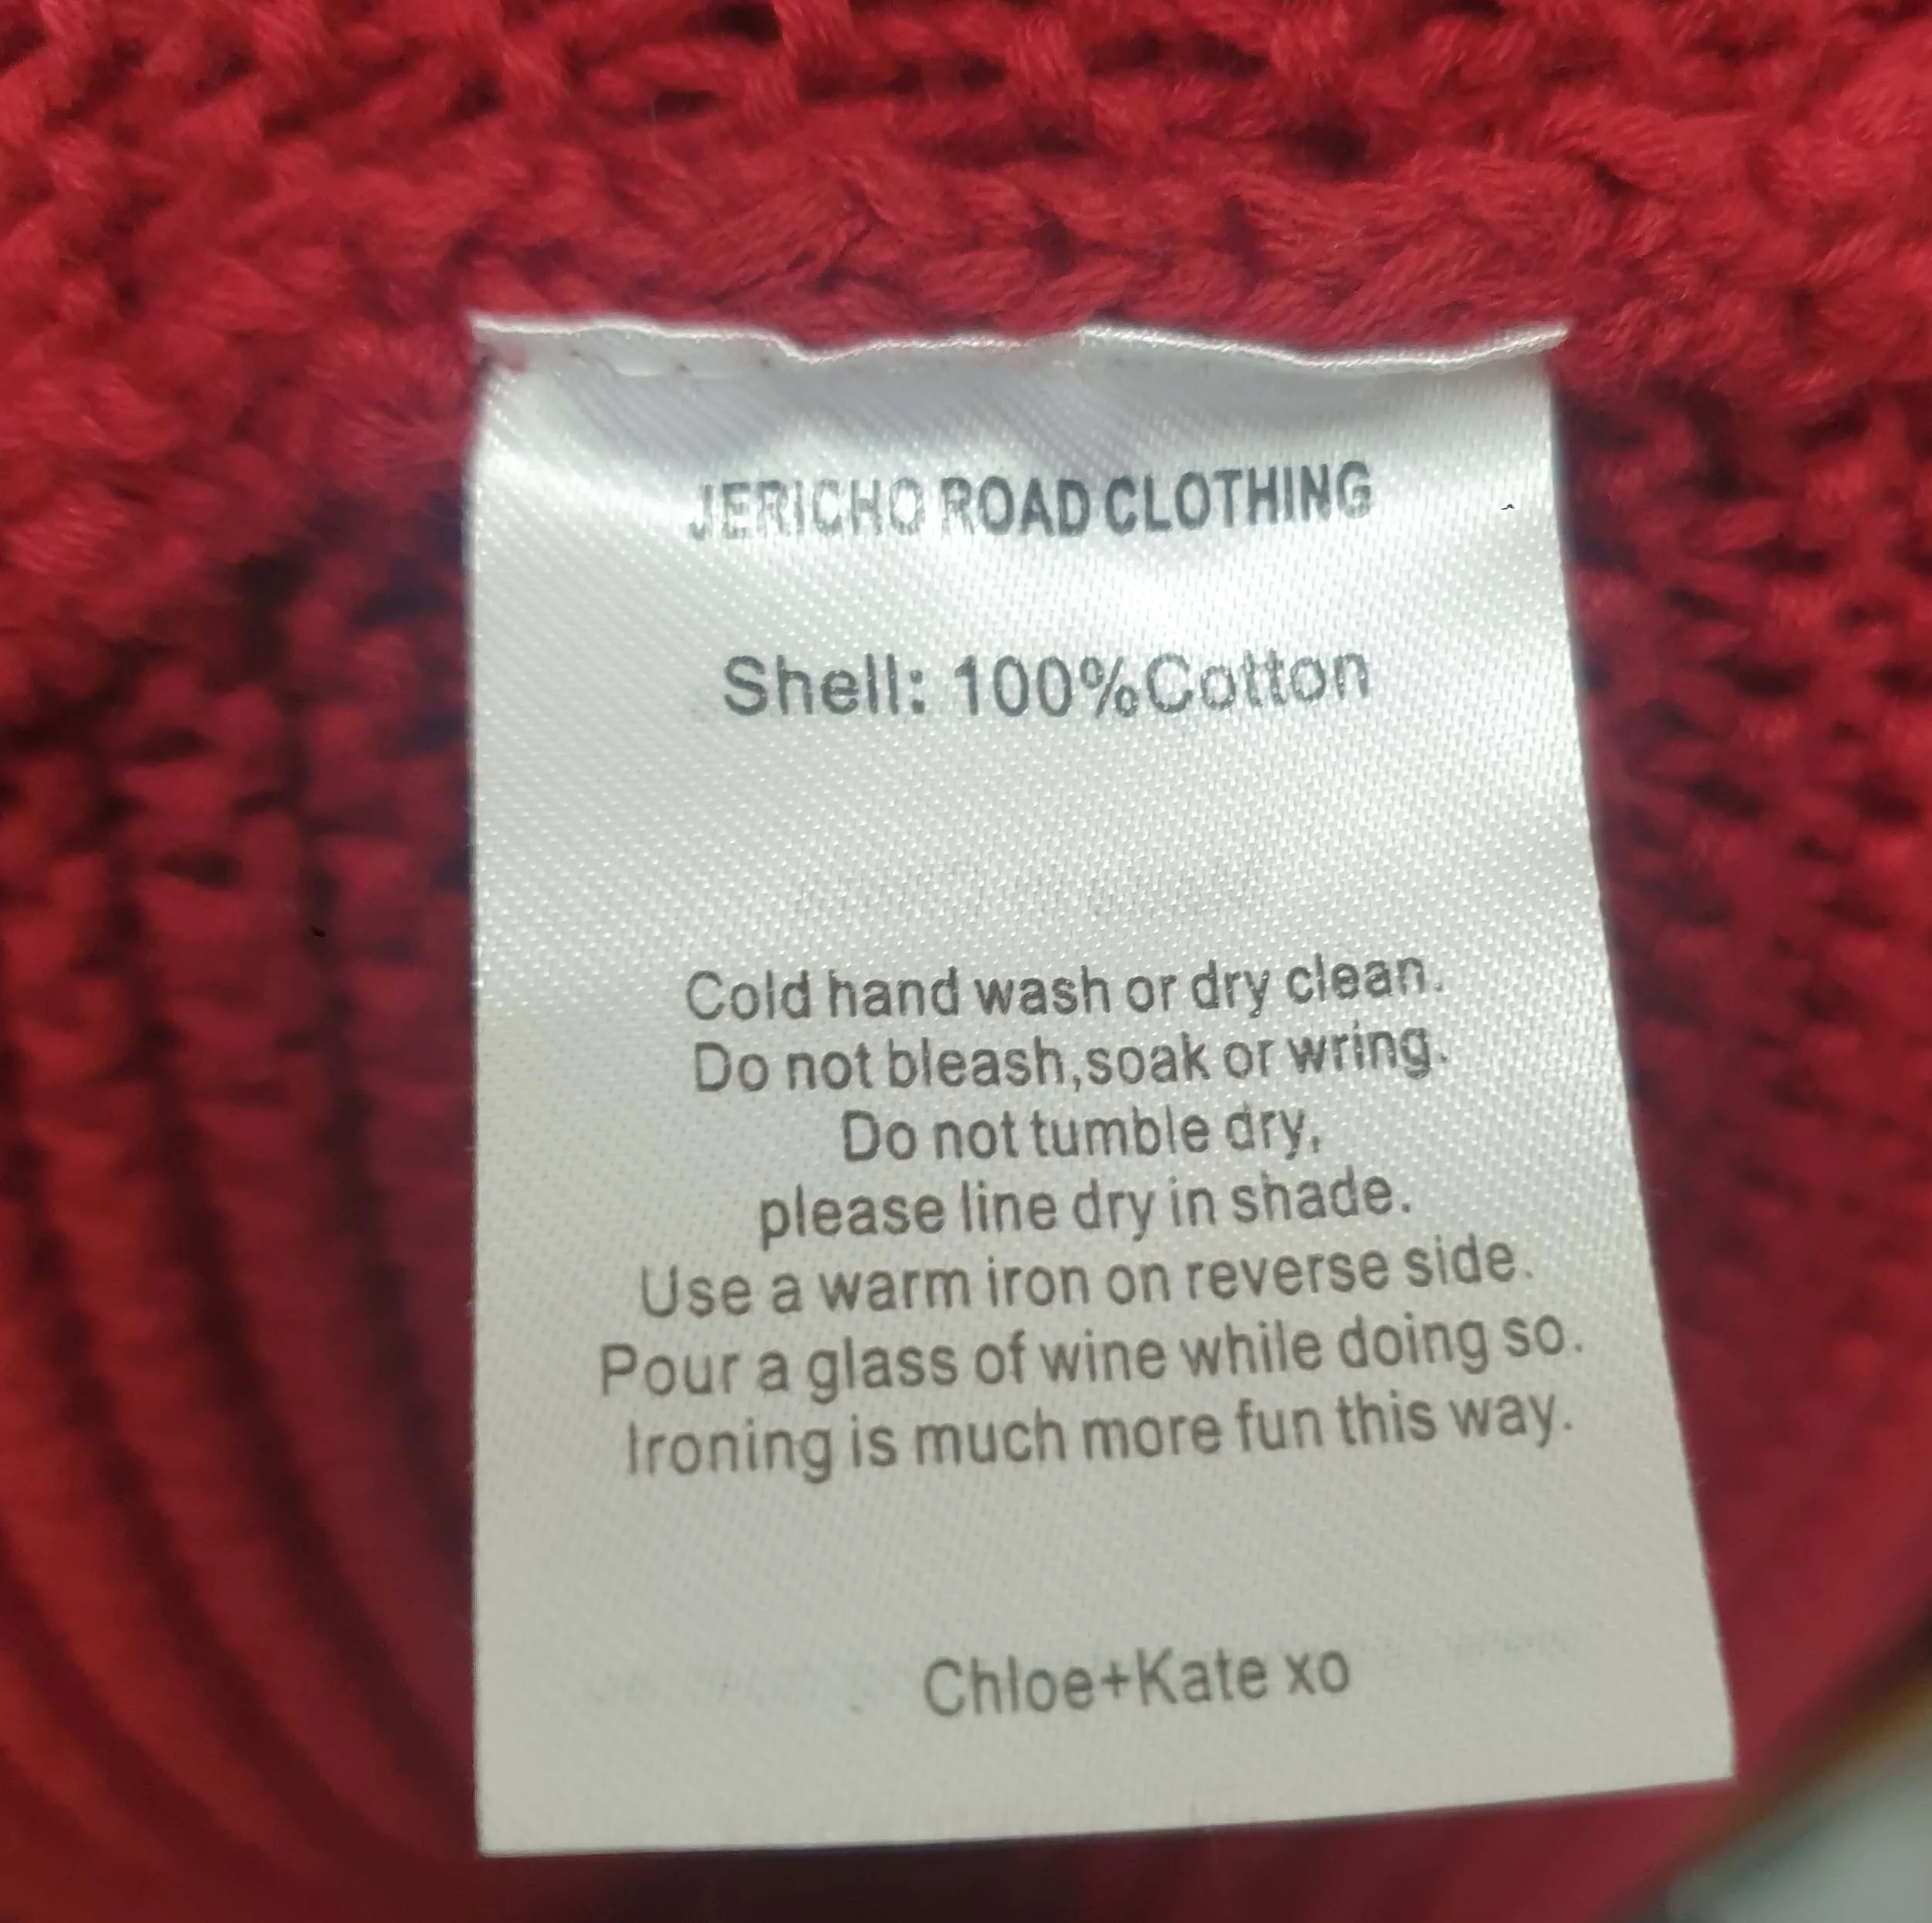 JERICHO ROAD CLOTHING
Shell: 100%Cotton
Cold hand wash or dry clean.
Do not bleash,soak or wring.
Do not tumble dry,
please line dry in shade.
Use a warm iron on reverse side.
Pour a glass of wine while doing so.
Ironing is much more fun this way.
Chloe+Kate xo